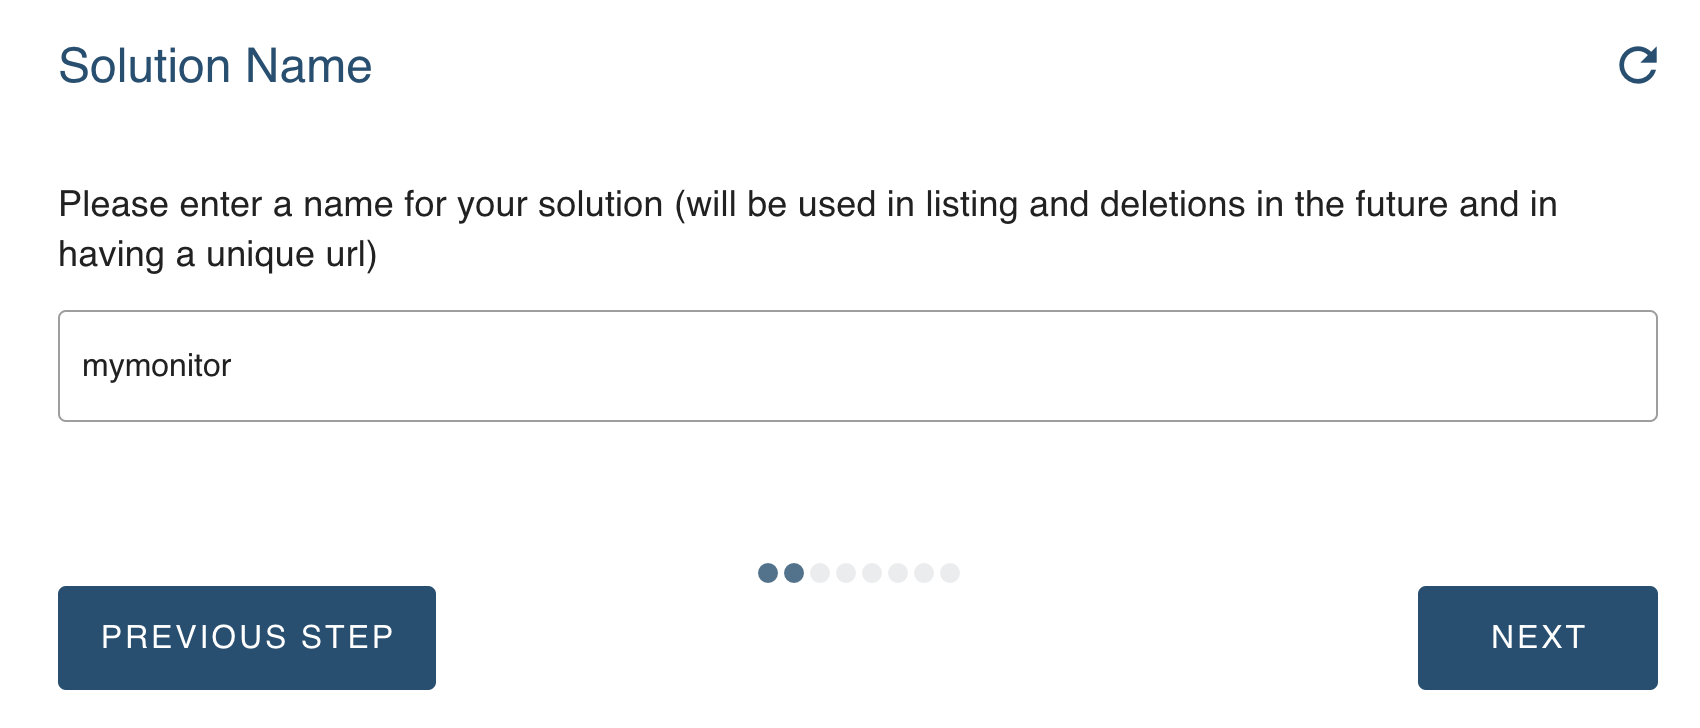 Solution Name
Please enter a name for your solution (will be used in listing and deletions in the future and in
having a unique url)
mymonitor
PREVIOUS STEP
NEXT